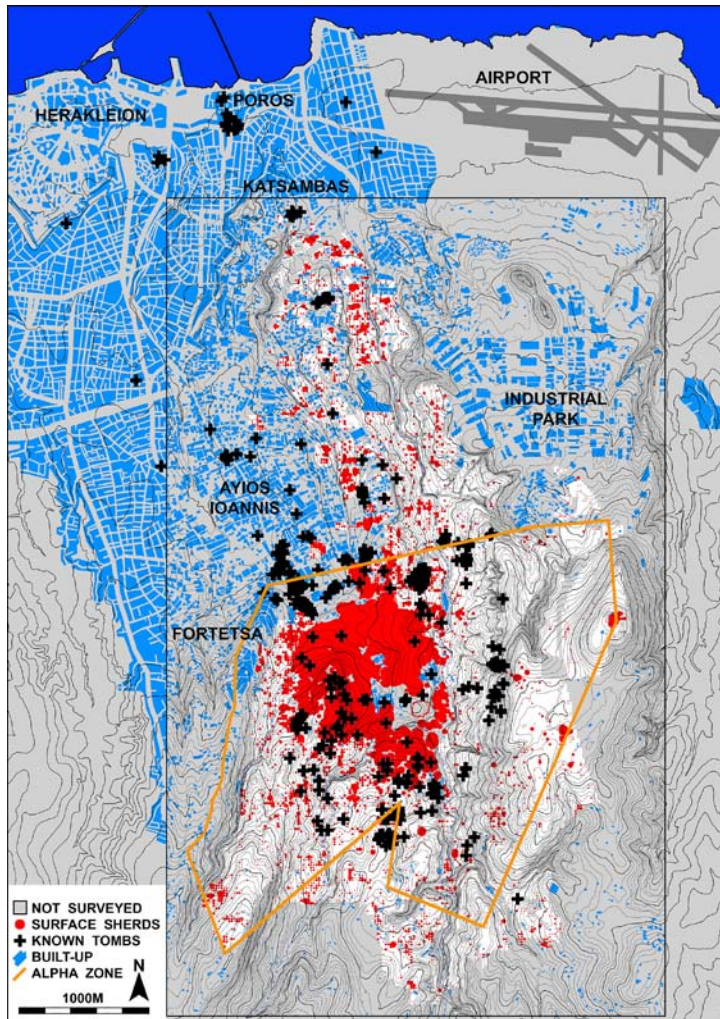 AIRPORT
HERAKLEION
POROS
KATSAMBAS
INDUSTRIAL
PARK
AYIOS
IOANNIS
FORTETSA
NOT SURVEYED
SURFACE SHERDS
KNOWN TOMBS
BUILT-UP
ALPHA ZONE
N
1000M